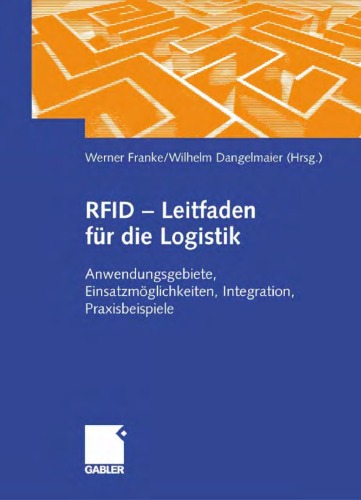 Werner Franke/Wilhelm Dangelmaier (Hrsg.)
RFID – Leitfaden
für die Logistik
Anwendungsgebiete,
Einsatzmöglichkeiten, Integration,
Praxisbeispiele
GABLER